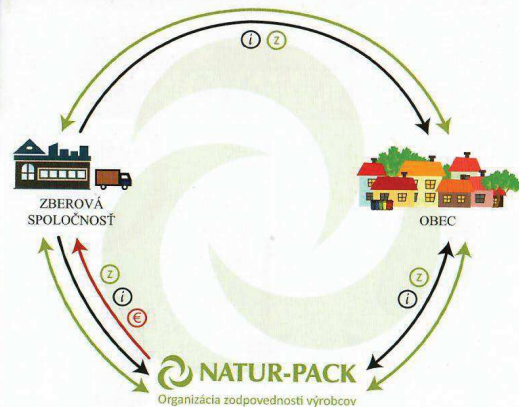 i z
ZBEROVÁ
SPOLOČNOSŤ
OBEC
z
i
€
z
i
NATUR-PACK
Organizácia zodpovednosti výrobcov